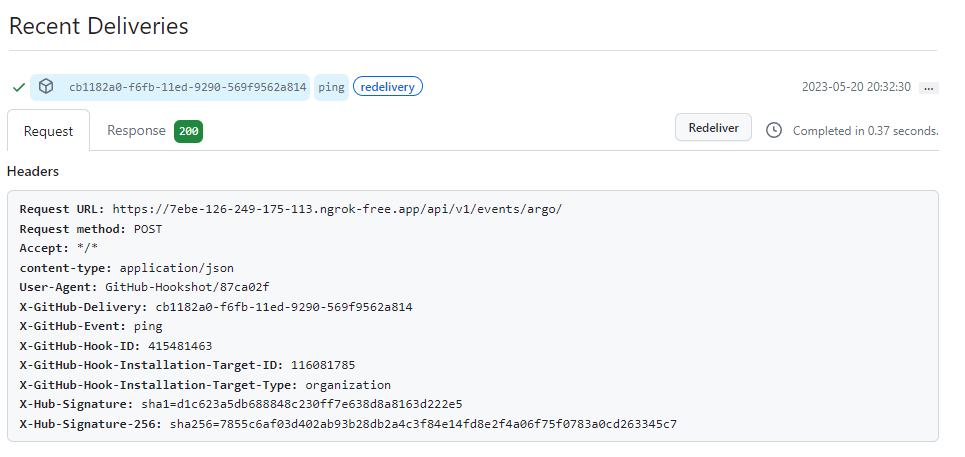 Recent Deliveries
cb1182a0-f6fb-11ed-9290-569f9562a814 ping redelivery 2023-05-20 20:32:30 ...
Request Response 200 Redeliver Completed in 0.37 seconds.
Headers
Request URL: https://7ebe-126-249-175-113.ngrok-free.app/api/v1/events/argo/
Request method: POST
Accept: */*
content-type: application/json
User-Agent: GitHub-Hookshot/87ca02f
X-GitHub-Delivery: cb1182a0-f6fb-11ed-9290-569f9562a814
X-GitHub-Event: ping
X-GitHub-Hook-ID: 415481463
X-GitHub-Hook-Installation-Target-ID: 116081785
X-GitHub-Hook-Installation-Target-Type: organization
X-Hub-Signature: sha1=d1c623a5db688848c230ff7e638d8a8163d222e5
X-Hub-Signature-256: sha256=7855c6af03d402ab93b28db2a4c3f84e14fd8e2f4a06f75f0783a0cd263345c7